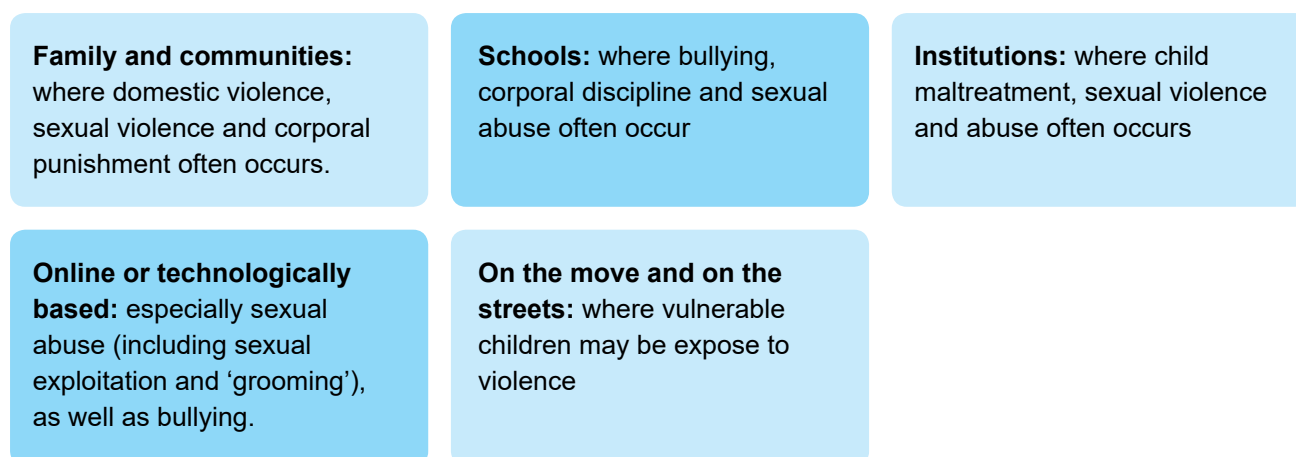 Family and communities:
where domestic violence,
sexual violence and corporal
punishment often occurs.
Schools: where bullying,
corporal discipline and sexual
abuse often occur
Institutions: where child
maltreatment, sexual violence
and abuse often occurs
Online or technologically
based: especially sexual
abuse (including sexual
exploitation and ‘grooming’),
as well as bullying.
On the move and on the
streets: where vulnerable
children may be expose to
violence